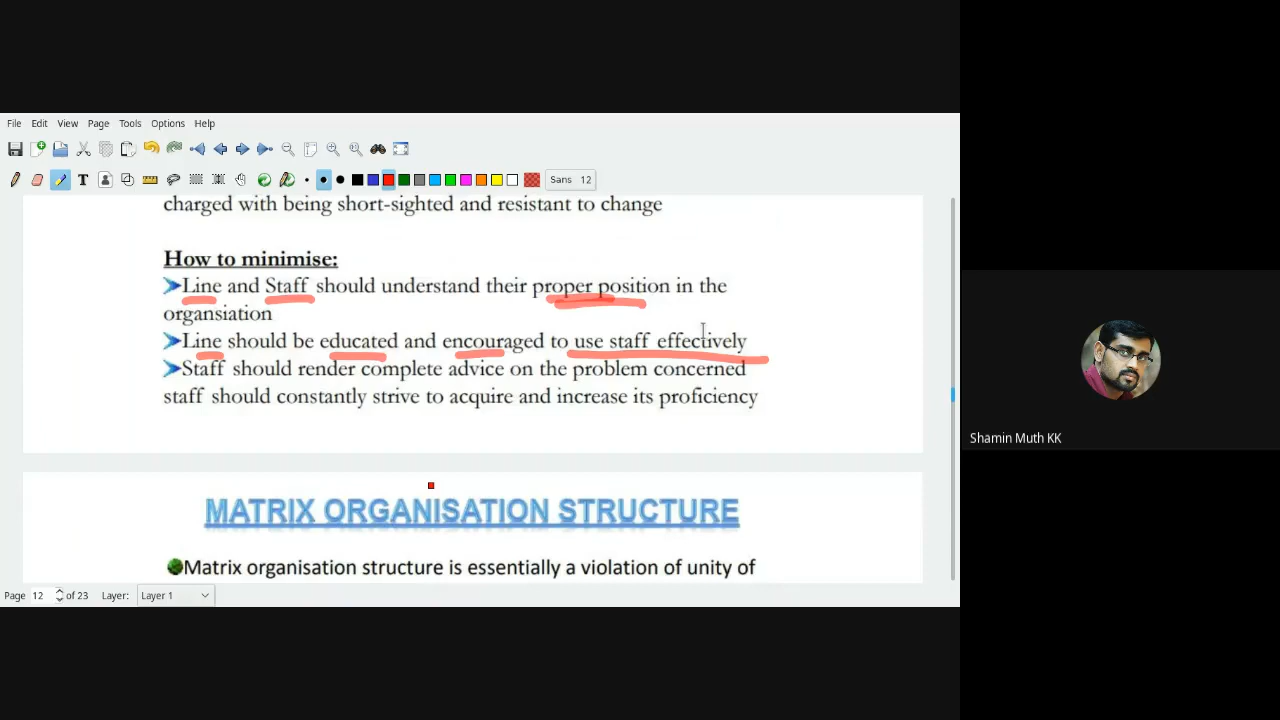 File Edit View Page Tools Options Help
T Sans 12
charged with being short-sighted and resistant to change
How to minimise:
Line and Staff should understand their proper position in the
organsiation
Line should be educated and encouraged to use staff effectively
Staff should render complete advice on the problem concerned
staff should constantly strive to acquire and increase its proficiency
MATRIX ORGANISATION STRUCTURE
Matrix organisation structure is essentially a violation of unity of
Page 12 of 23 Layer: Layer 1
Shamin Muth KK